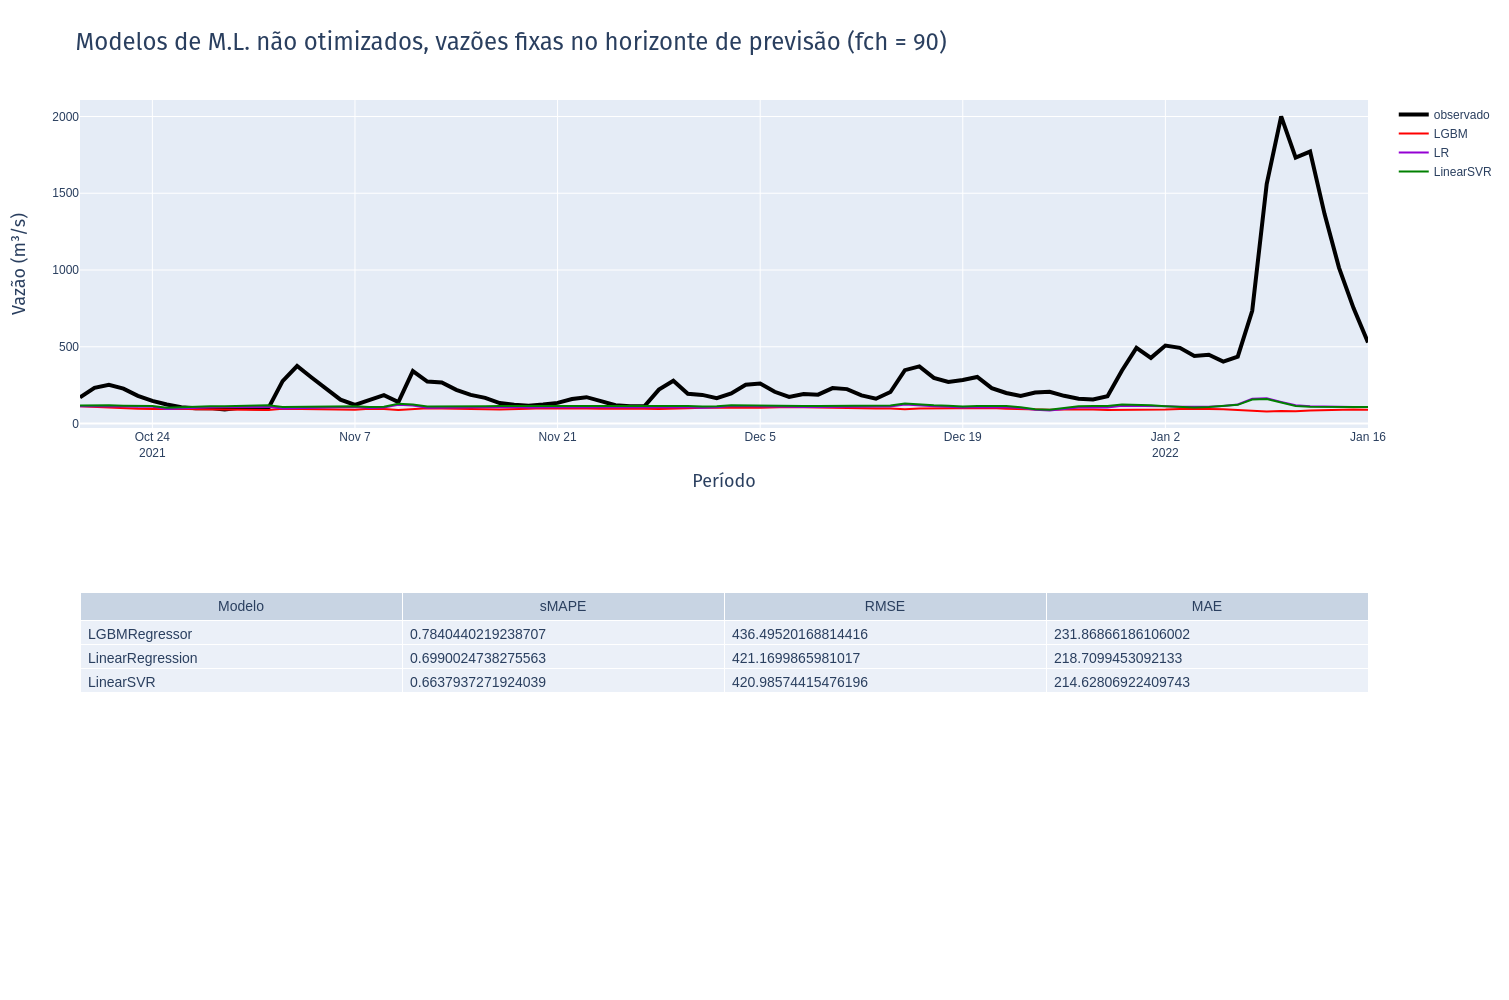 Modelos de M.L. não otimizados, vazões fixas no horizonte de previsão (fch = 90)
2000
1500
1000
500
0
Vazão (m³/s)
Oct 24
2021
Nov 7
Nov 21
Dec 5
Dec 19
Jan 2
2022
Jan 16
Período
observado
LGBM
LR
LinearSVR
Modelo sMAPE RMSE MAE
LGBMRegressor 0.7840440219238707 436.49520168814416 231.86866186106002
LinearRegression 0.6990024738275563 421.1699865981017 218.7099453092133
LinearSVR 0.6637937271924039 420.98574415476196 214.62806922409743